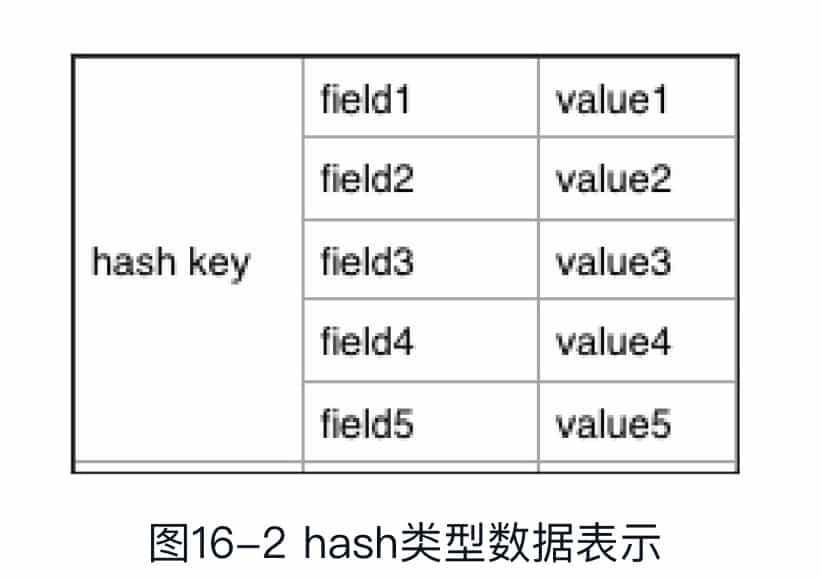 field1 value1
field2 value2
hash key field3 value3
field4 value4
field5 value5
图16-2 hash类型数据表示